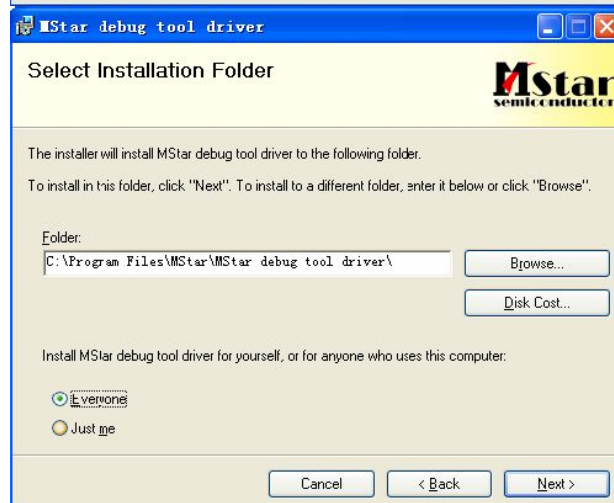 MStar debug tool driver
Select Installation Folder
MStar
semiconductor
The installer will install MStar debug tool driver to the following folder.
To install in this folder, click "Next". To install to a different folder, enter it below or click "Browse".
Folder:
C:\Program Files\MStar\MStar debug tool driver\
Browse...
Disk Cost...
Install MStar debug tool driver for yourself, or for anyone who uses this computer:
Everyone
Just me
Cancel
< Back
Next >